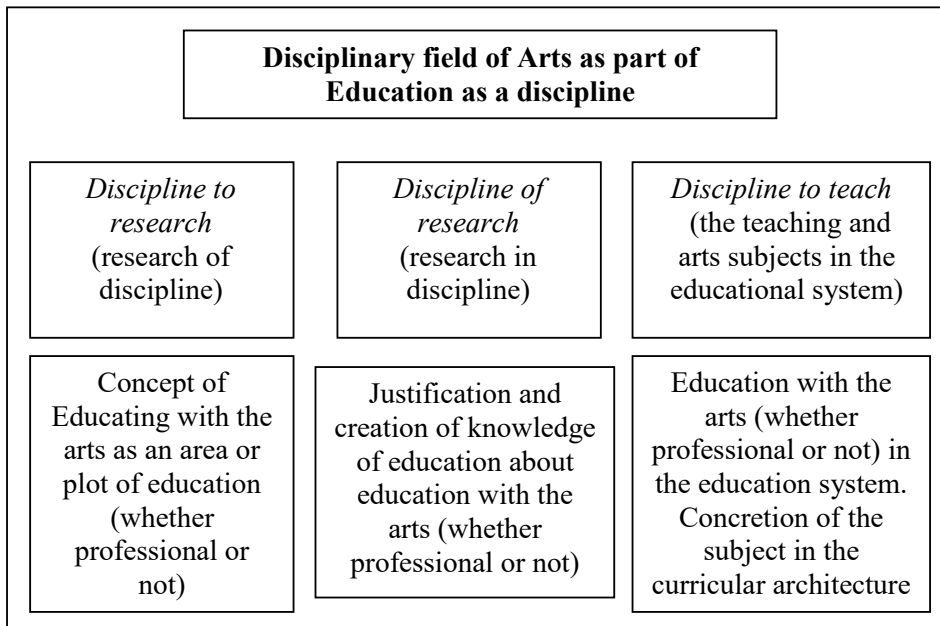 Disciplinary field of Arts as part of
Education as a discipline
Discipline to
research
(research of
discipline)
Discipline of
research
(research in
discipline)
Discipline to teach
(the teaching and
arts subjects in the
educational system)
Concept of
Educating with the
arts as an area or
plot of education
(whether
professional or
not)
Justification and
creation of knowledge
of education about
education with the
arts (whether
professional or not)
Education with the
arts (whether
professional or not) in
the education system.
Concretion of the
subject in the
curricular architecture